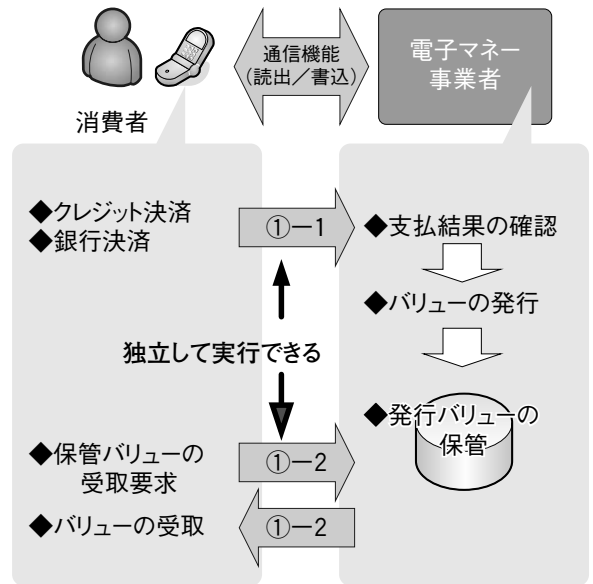 通信機能
(読出／書込)
電子マネー
事業者
消費者
◆クレジット決済
◆銀行決済
①ー1
◆支払結果の確認
◆バリューの発行
独立して実行できる
◆発行バリューの
保管
◆保管バリューの
受取要求
①ー2
◆バリューの受取
①ー2